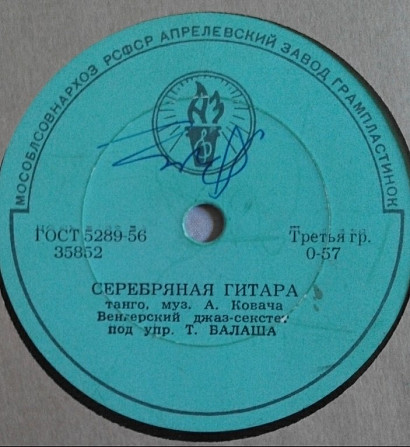 МОСОБЛСОВНАРХОЗ РСФСР АПРЕЛЕВСКИЙ ЗАВОД ГРАМПЛАСТИНОК
АЗ
ГОСТ 5289-56
35852
Третья гр.
0-57
СЕРЕБРЯНАЯ ГИТАРА
танго, муз. А. Ковача
Венгерский джаз-секстет
под упр. Т. ВАЛАША